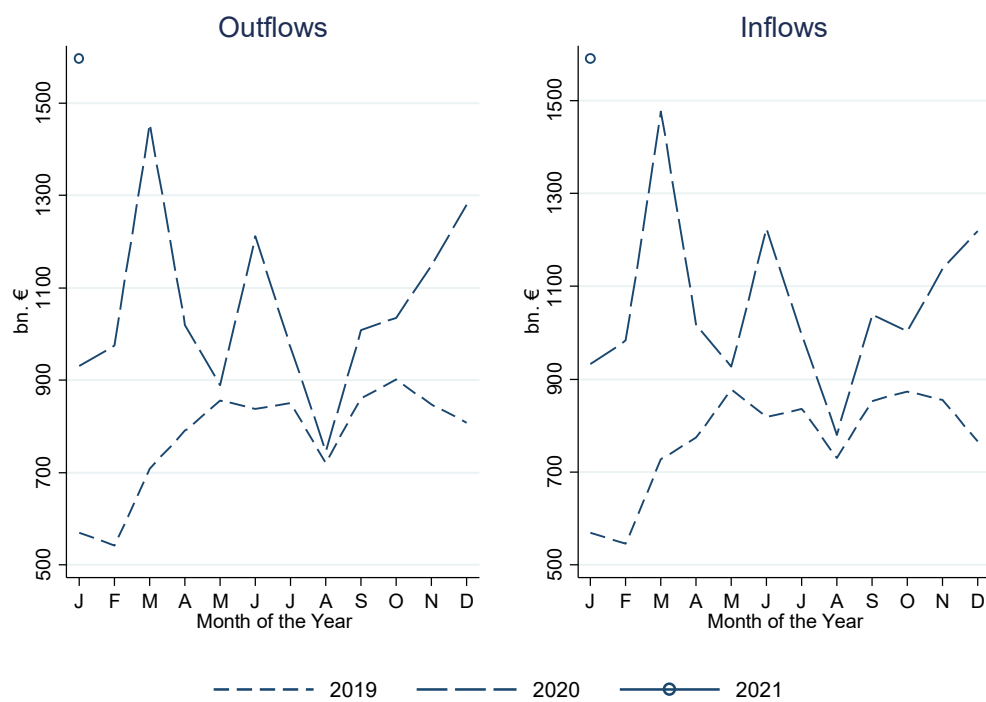 Outflows
1500
1300
1100
900
700
500
bn. €
J F M A M J J A S O N D
Month of the Year
Inflows
1500
1300
1100
900
700
500
bn. €
J F M A M J J A S O N D
Month of the Year
2019 2020 2021